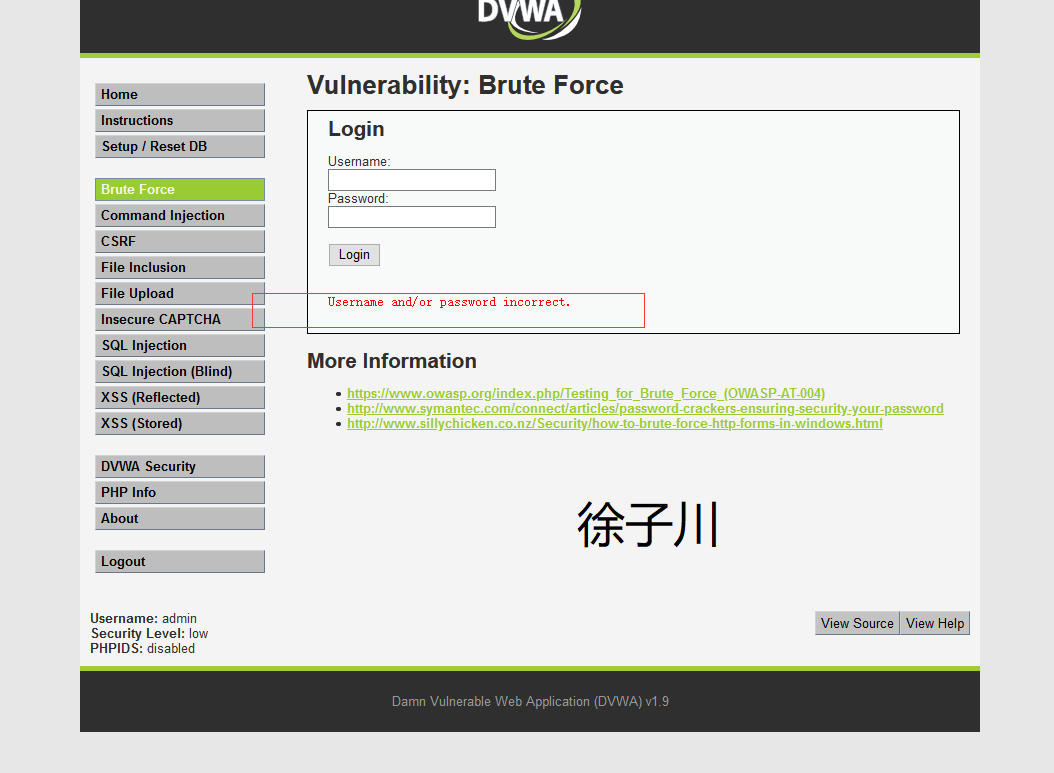 DVWA
Home
Instructions
Setup / Reset DB
Brute Force
Command Injection
CSRF
File Inclusion
File Upload
Insecure CAPTCHA
SQL Injection
SQL Injection (Blind)
XSS (Reflected)
XSS (Stored)
DVWA Security
PHP Info
About
Logout
Vulnerability: Brute Force
Login
Username:
Password:
Login
Username and/or password incorrect.
More Information
https://www.owasp.org/index.php/Testing_for_Brute_Force_(OWASP-AT-004)
http://www.symantec.com/connect/articles/password-crackers-ensuring-security-your-password
http://www.sillychicken.co.nz/Security/how-to-brute-force-http-forms-in-windows.html
徐子川
Username: admin
Security Level: low
PHPIDS: disabled
View Source View Help
Damn Vulnerable Web Application (DVWA) v1.9